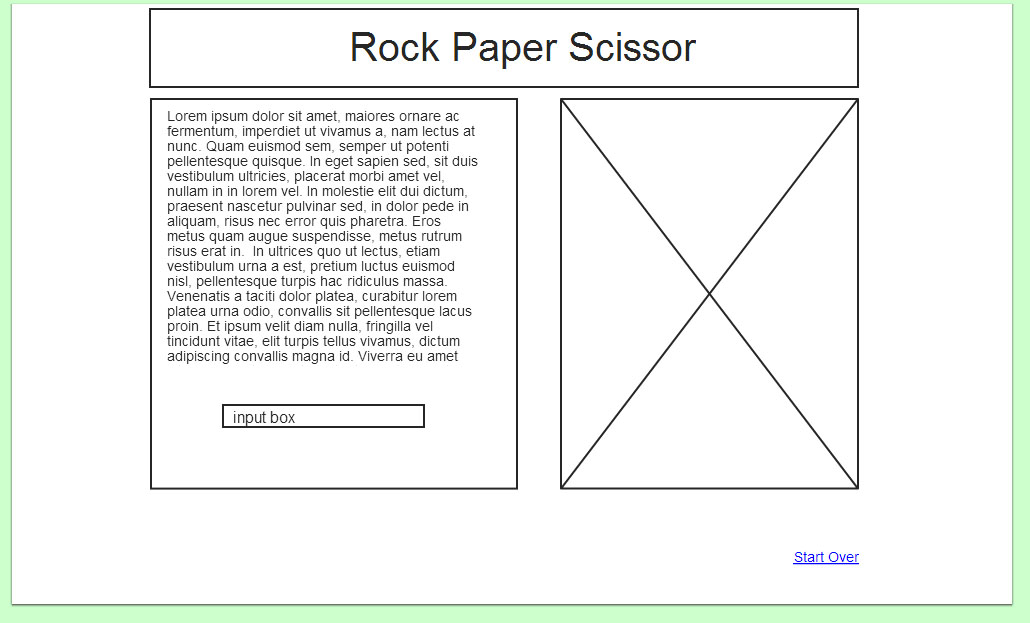 Rock Paper Scissor
Lorem ipsum dolor sit amet, maiores ornare ac
fermentum, imperdiet ut vivamus a, nam lectus at
nunc. Quam euismod sem, semper ut potenti
pellentesque quisque. In eget sapien sed, sit duis
vestibulum ultricies, placerat morbi amet vel,
nullam in in lorem vel. In molestie elit dui dictum,
praesent nascetur pulvinar sed, in dolor pede in
aliquam, risus nec error quis pharetra. Eros
metus quam augue suspendisse, metus rutrum
risus erat in.  In ultrices quo ut lectus, etiam
vestibulum urna a est, pretium luctus euismod
nisl, pellentesque turpis hac ridiculus massa.
Venenatis a taciti dolor platea, curabitur lorem
platea urna odio, convallis sit pellentesque lacus
proin. Et ipsum velit diam nulla, fringilla vel
tincidunt vitae, elit turpis tellus vivamus, dictum
adipiscing convallis magna id. Viverra eu amet
input box
Start Over